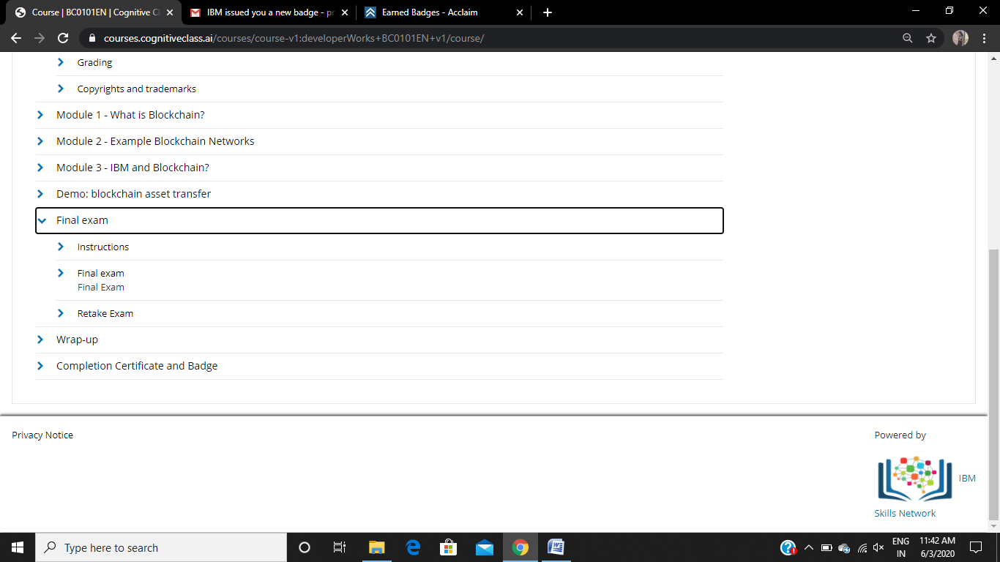 Course | BC0101EN | Cognitive Cl
IBM issued you a new badge - pr
Earned Badges - Acclaim
courses.cognitiveclass.ai/courses/course-v1:developerWorks+BC0101EN+v1/course/
Grading
Copyrights and trademarks
Module 1 - What is Blockchain?
Module 2 - Example Blockchain Networks
Module 3 - IBM and Blockchain?
Demo: blockchain asset transfer
Final exam
Instructions
Final exam
Final Exam
Retake Exam
Wrap-up
Completion Certificate and Badge
Privacy Notice
Powered by
IBM
Skills Network
Type here to search
ENG
IN
11:42 AM
6/3/2020